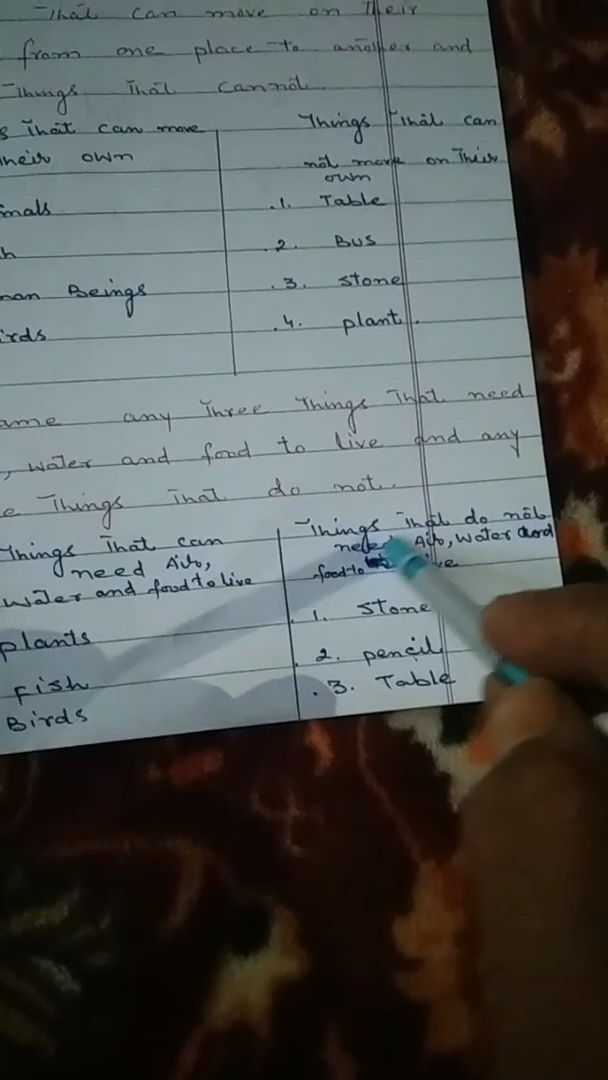 That can move on their
from one place to another and
Things that cannot.
s that can move
their own
Things that can
not move on their
own
mals
h
man Beings
irds
.1. Table
.2. Bus
.3. stone
.4. plant.
ame any three things that need
, water and food to live and any
e things that do not.
Things that can
need Air,
water and food to live
plants
Fish
Birds
Things that do not
need Air, water and
food to live
.1. stone
.2. pencil
.3. Table